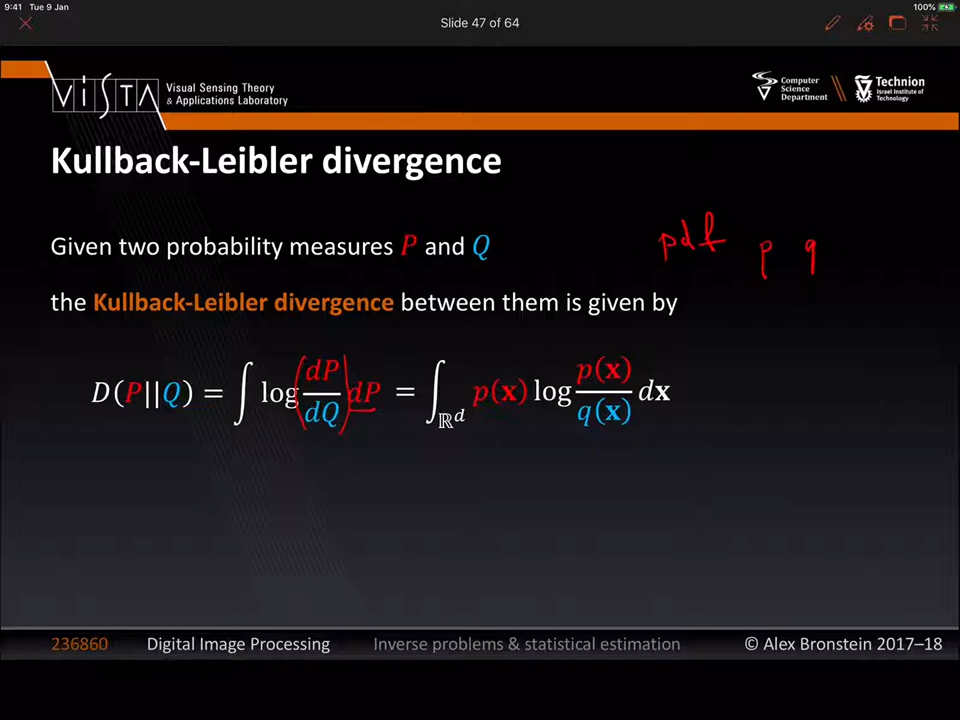 9:41 Tue 9 Jan 100%
Slide 47 of 64
VISTA Visual Sensing Theory
& Applications Laboratory
Computer
Science
Department
Technion
Israel Institute of
Technology
Kullback-Leibler divergence
Given two probability measures P and Q
pdf p q
the Kullback-Leibler divergence between them is given by
D(P||Q) = ∫ log(dP/dQ) dP = ∫_ℝᵈ p(𝐱) log p(𝐱)/q(𝐱) d𝐱
236860 Digital Image Processing Inverse problems & statistical estimation © Alex Bronstein 2017–18